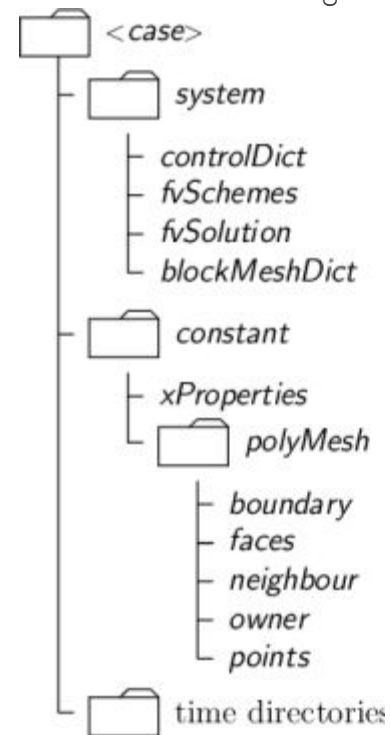 <case>
system
controlDict
fvSchemes
fvSolution
blockMeshDict
constant
xProperties
polyMesh
boundary
faces
neighbour
owner
points
time directories